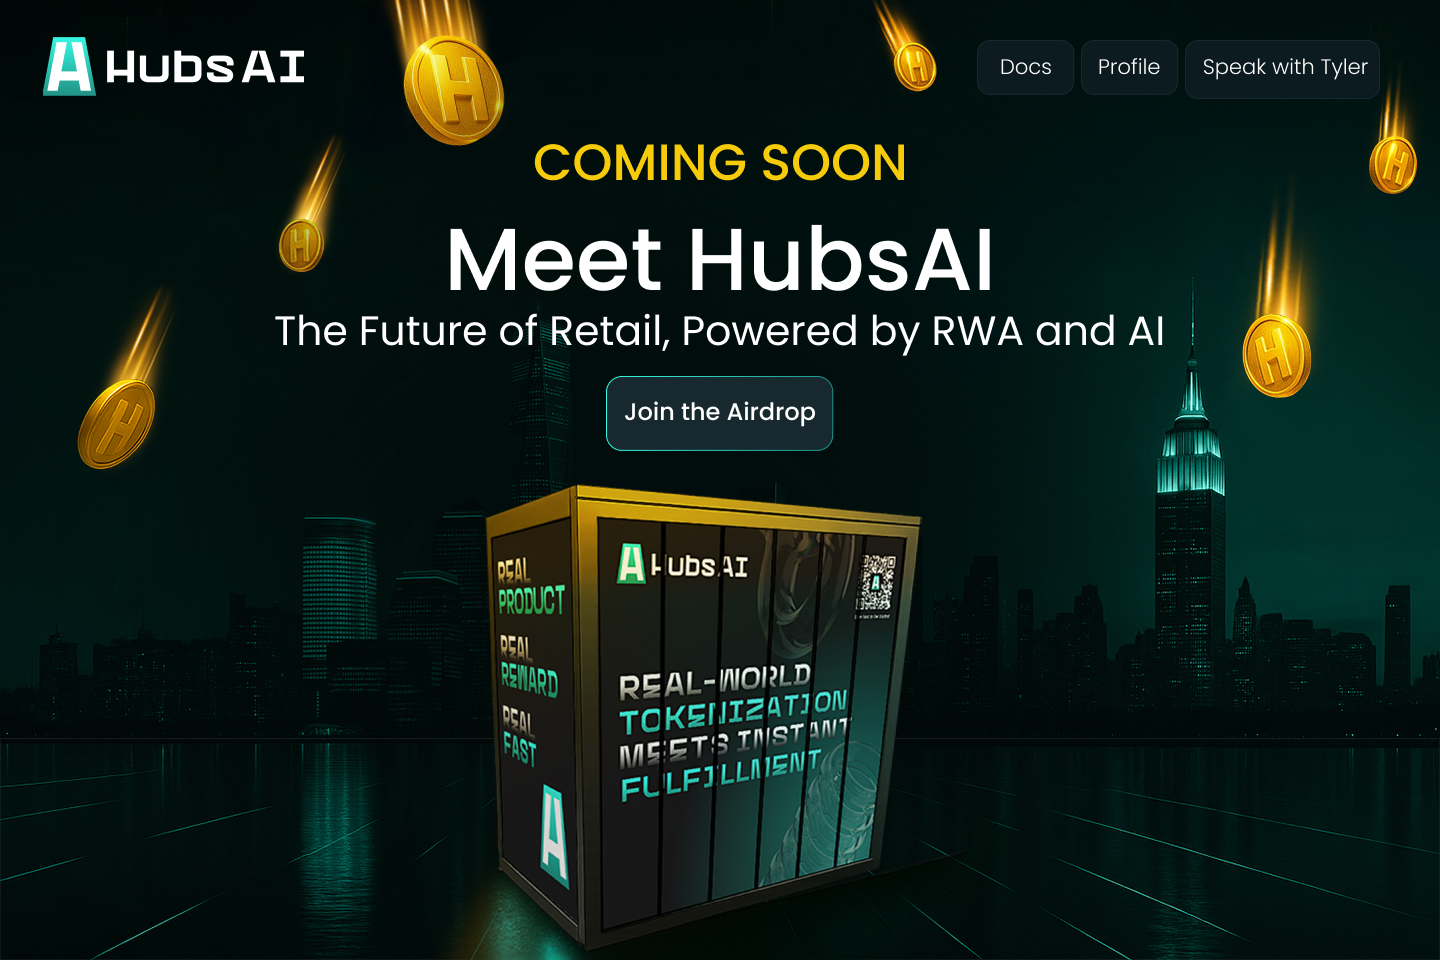 HubsAI
Docs
Profile
Speak with Tyler
COMING SOON
Meet HubsAI
The Future of Retail, Powered by RWA and AI
Join the Airdrop
REAL
PRODUCT
REAL
REWARD
REAL
FAST
HubsAI
REAL-WORLD
TOKENIZATION
MEETS INSTANT
FULFILLMENT